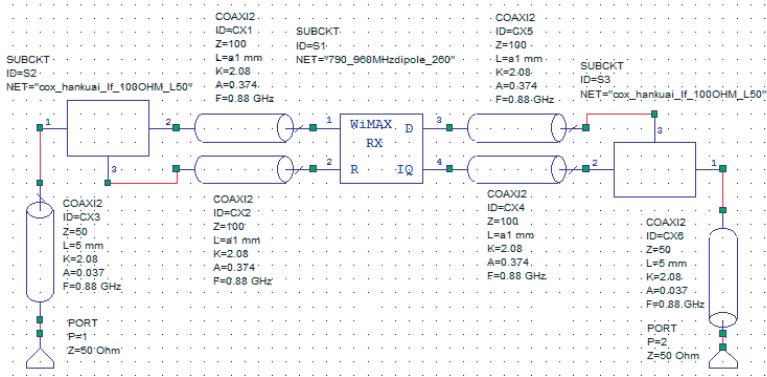 COAXI2
ID=CX1
Z=100
L=a1 mm
K=2.08
A=0.374
F=0.88 GHz
SUBCKT
ID=S1
NET="790_960MHzdipole_260"
COAXI2
ID=CX5
Z=100
L=a1 mm
K=2.08
A=0.374
F=0.88 GHz
SUBCKT
ID=S2
NET="cox_hankuai_lf_100OHM_L50"
SUBCKT
ID=S3
NET="cox_hankuai_lf_100OHM_L50"
1
2
3
1
2
WiMAX D
RX
R IQ
3
4
3
2
1
COAXI2
ID=CX3
Z=50
L=5 mm
K=2.08
A=0.037
F=0.88 GHz
COAXI2
ID=CX2
Z=100
L=a1 mm
K=2.08
A=0.374
F=0.88 GHz
COAXI2
ID=CX4
Z=100
L=a1 mm
K=2.08
A=0.374
F=0.88 GHz
COAXI2
ID=CX6
Z=50
L=5 mm
K=2.08
A=0.037
F=0.88 GHz
PORT
P=1
Z=50 Ohm
PORT
P=2
Z=50 Ohm